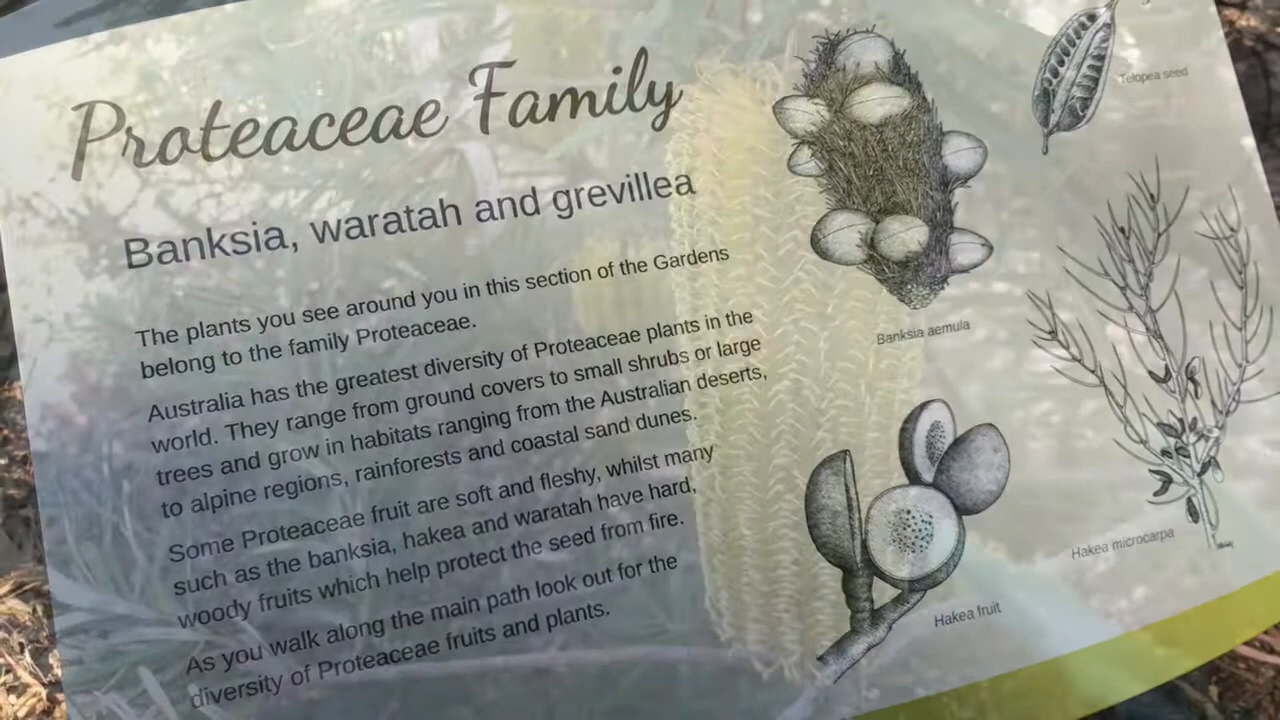 Proteaceae Family
Banksia, waratah and grevillea
The plants you see around you in this section of the Gardens
belong to the family Proteaceae.
Australia has the greatest diversity of Proteaceae plants in the
world. They range from ground covers to small shrubs or large
trees and grow in habitats ranging from the Australian deserts,
to alpine regions, rainforests and coastal sand dunes.
Some Proteaceae fruit are soft and fleshy, whilst many
such as the banksia, hakea and waratah have hard,
woody fruits which help protect the seed from fire.
As you walk along the main path look out for the
diversity of Proteaceae fruits and plants.
Telopea seed
Banksia aemula
Hakea microcarpa
Hakea fruit